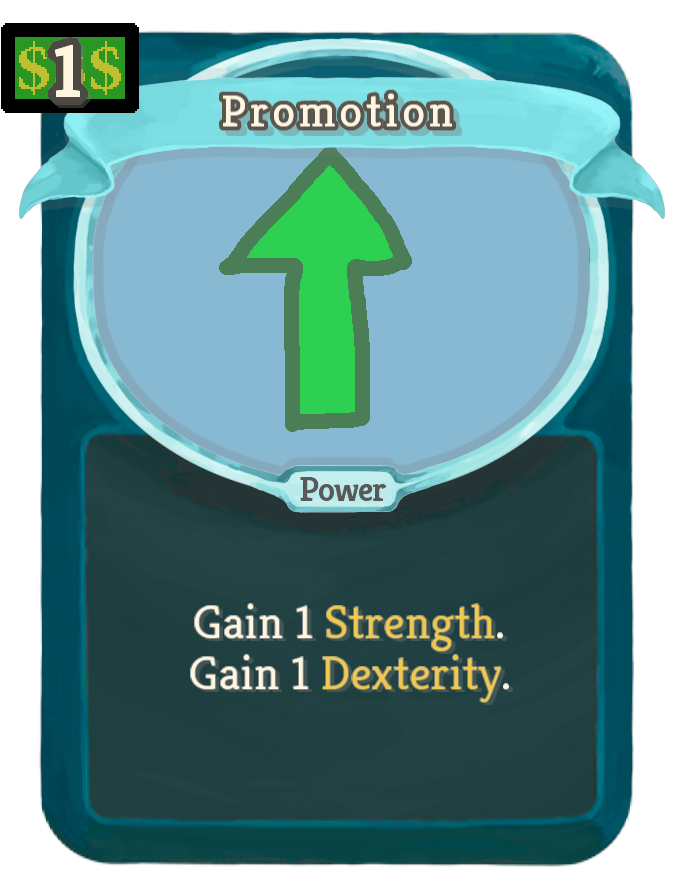 $1$
Promotion
Power
Gain 1 Strength.
Gain 1 Dexterity.